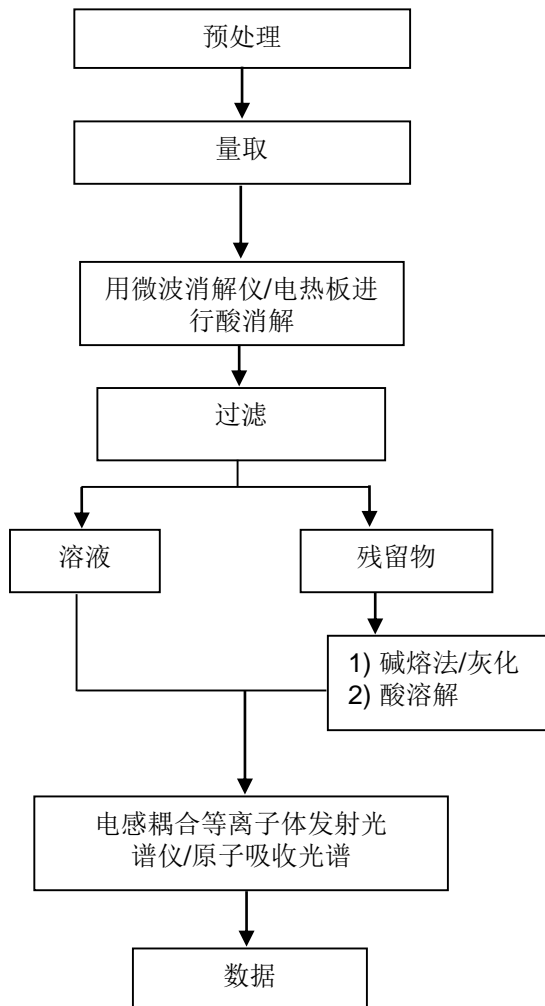 预处理
量取
用微波消解仪/电热板进
行酸消解
过滤
溶液
残留物
1) 碱熔法/灰化
2) 酸溶解
电感耦合等离子体发射光
谱仪/原子吸收光谱
数据